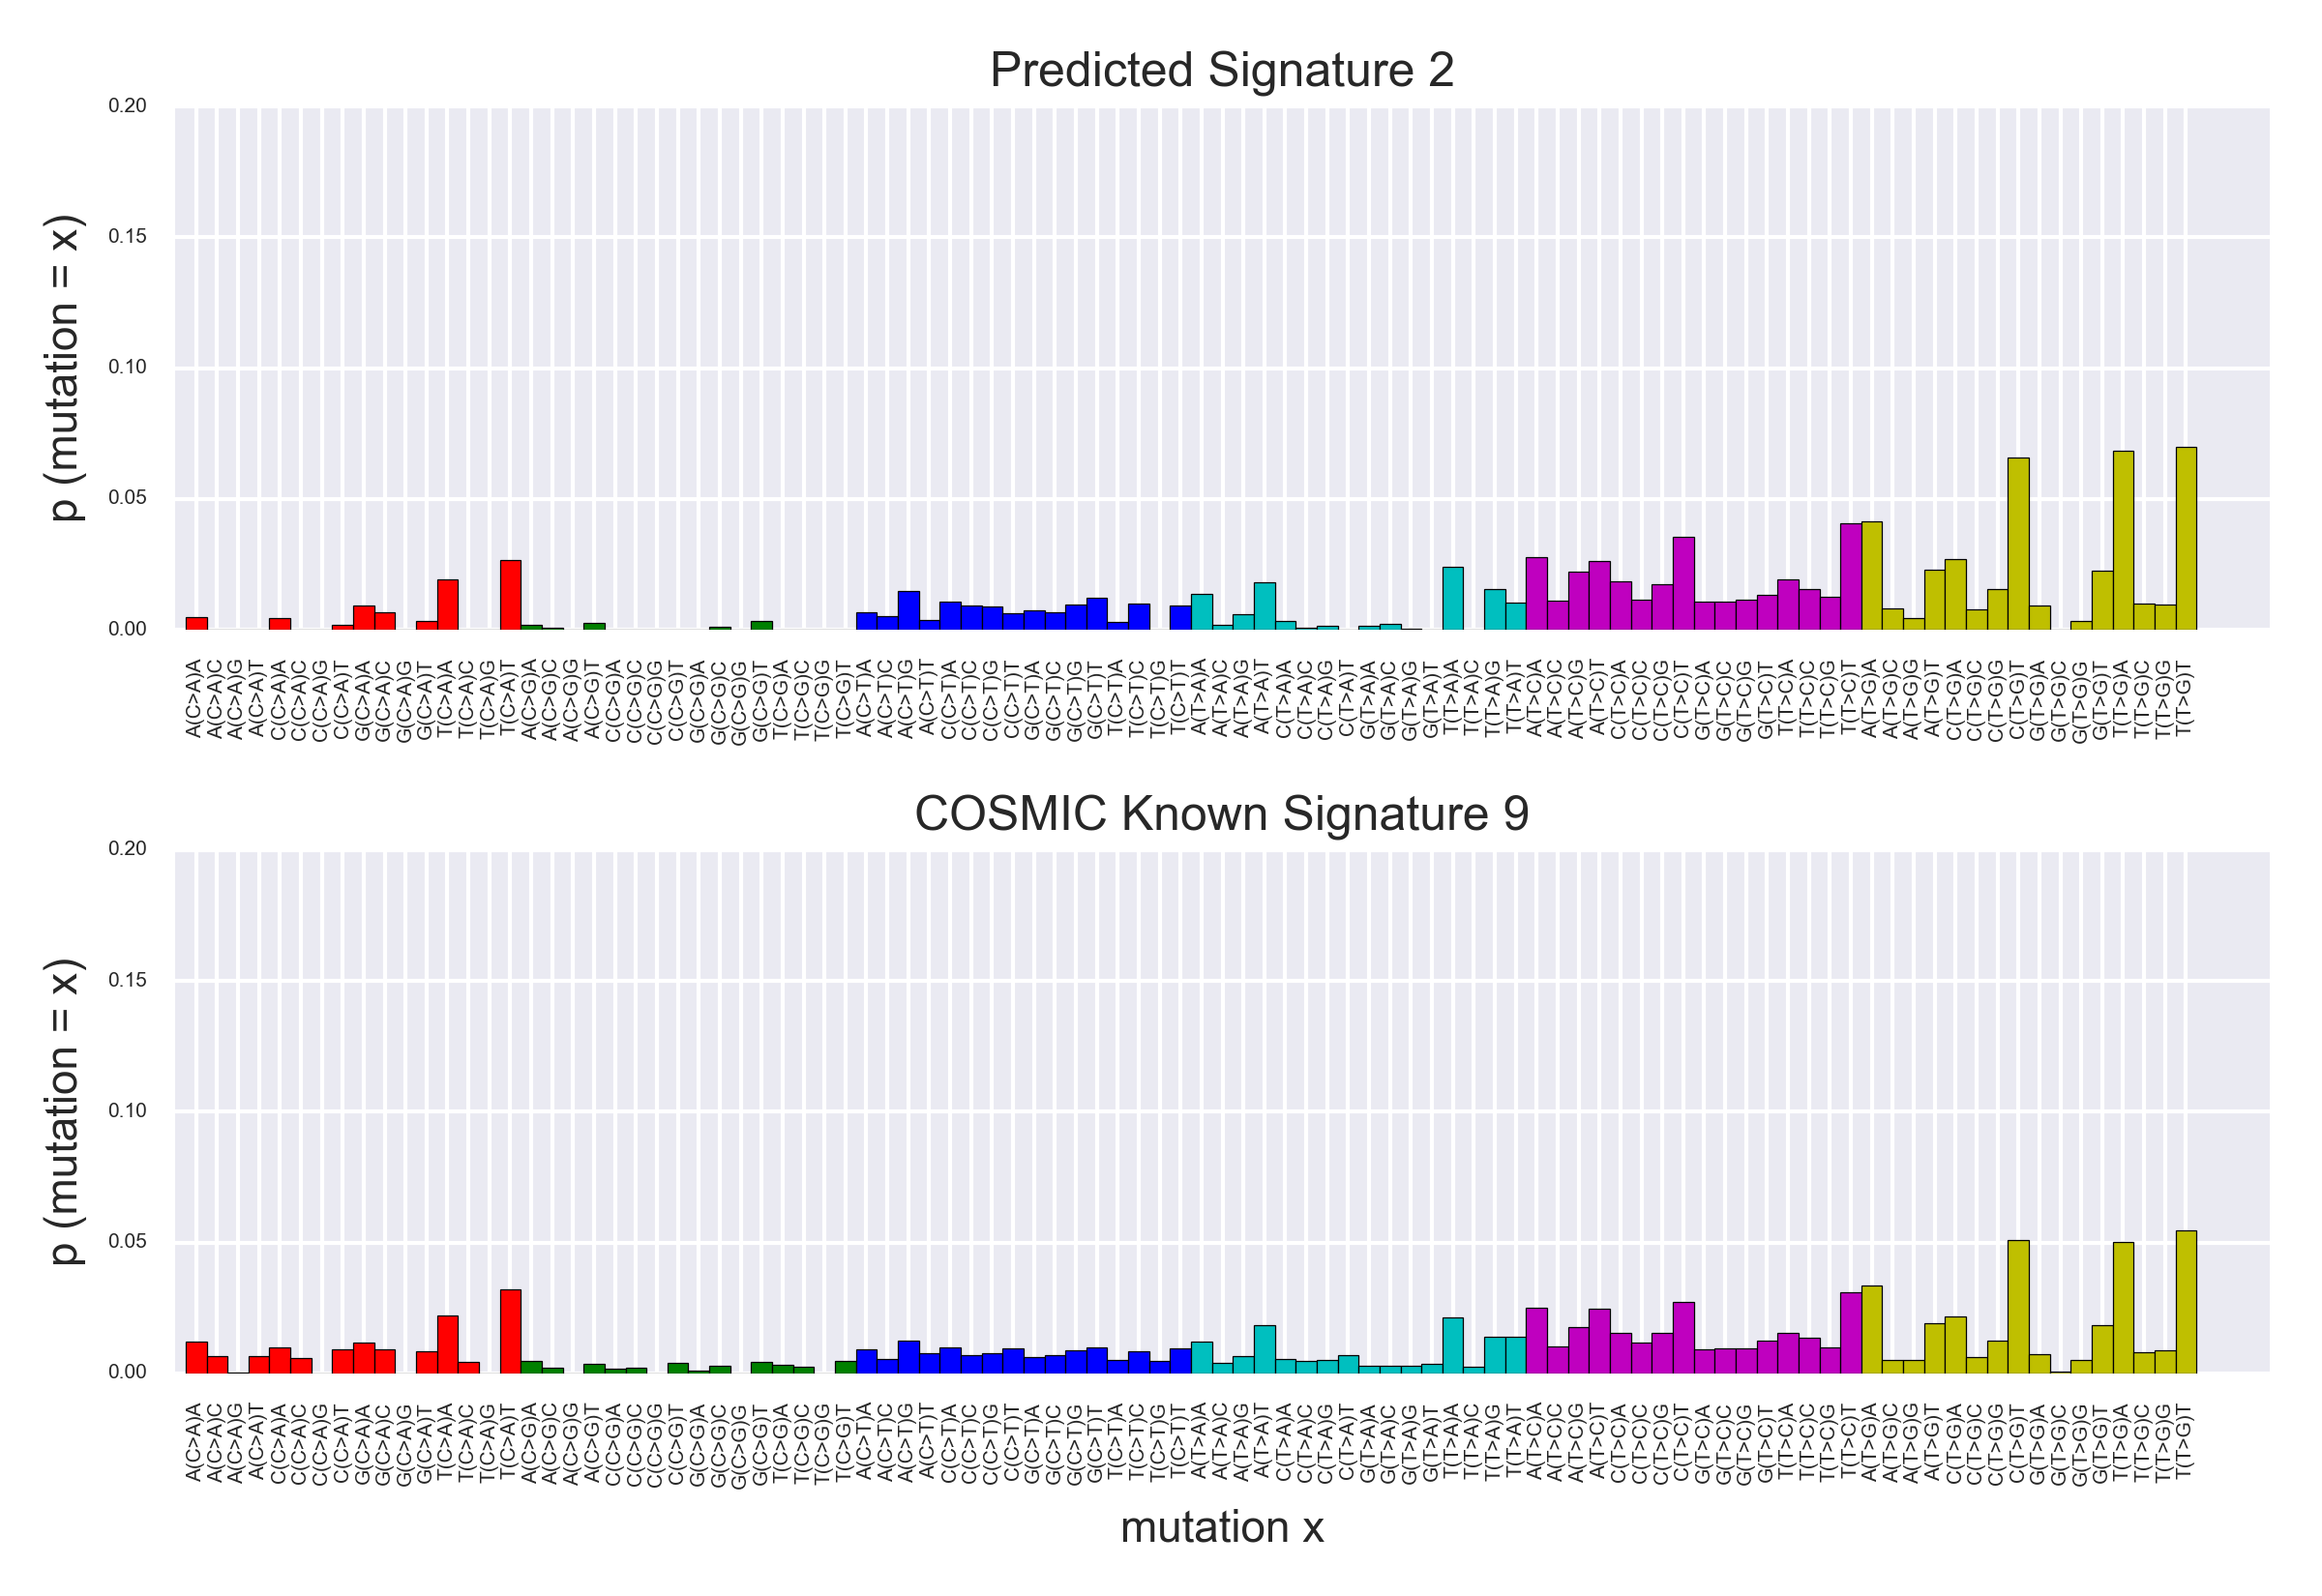 Predicted Signature 2
p (mutation = x)
0.20
0.15
0.10
0.05
0.00
A(C>A)A
A(C>A)C
A(C>A)G
A(C>A)T
C(C>A)A
C(C>A)C
C(C>A)G
C(C>A)T
G(C>A)A
G(C>A)C
G(C>A)G
G(C>A)T
T(C>A)A
T(C>A)C
T(C>A)G
T(C>A)T
A(C>G)A
A(C>G)C
A(C>G)G
A(C>G)T
C(C>G)A
C(C>G)C
C(C>G)G
C(C>G)T
G(C>G)A
G(C>G)C
G(C>G)G
G(C>G)T
T(C>G)A
T(C>G)C
T(C>G)G
T(C>G)T
A(C>T)A
A(C>T)C
A(C>T)G
A(C>T)T
C(C>T)A
C(C>T)C
C(C>T)G
C(C>T)T
G(C>T)A
G(C>T)C
G(C>T)G
G(C>T)T
T(C>T)A
T(C>T)C
T(C>T)G
T(C>T)T
A(T>A)A
A(T>A)C
A(T>A)G
A(T>A)T
C(T>A)A
C(T>A)C
C(T>A)G
C(T>A)T
G(T>A)A
G(T>A)C
G(T>A)G
G(T>A)T
T(T>A)A
T(T>A)C
T(T>A)G
T(T>A)T
A(T>C)A
A(T>C)C
A(T>C)G
A(T>C)T
C(T>C)A
C(T>C)C
C(T>C)G
C(T>C)T
G(T>C)A
G(T>C)C
G(T>C)G
G(T>C)T
T(T>C)A
T(T>C)C
T(T>C)G
T(T>C)T
A(T>G)A
A(T>G)C
A(T>G)G
A(T>G)T
C(T>G)A
C(T>G)C
C(T>G)G
C(T>G)T
G(T>G)A
G(T>G)C
G(T>G)G
G(T>G)T
T(T>G)A
T(T>G)C
T(T>G)G
T(T>G)T
COSMIC Known Signature 9
p (mutation = x)
0.20
0.15
0.10
0.05
0.00
A(C>A)A
A(C>A)C
A(C>A)G
A(C>A)T
C(C>A)A
C(C>A)C
C(C>A)G
C(C>A)T
G(C>A)A
G(C>A)C
G(C>A)G
G(C>A)T
T(C>A)A
T(C>A)C
T(C>A)G
T(C>A)T
A(C>G)A
A(C>G)C
A(C>G)G
A(C>G)T
C(C>G)A
C(C>G)C
C(C>G)G
C(C>G)T
G(C>G)A
G(C>G)C
G(C>G)G
G(C>G)T
T(C>G)A
T(C>G)C
T(C>G)G
T(C>G)T
A(C>T)A
A(C>T)C
A(C>T)G
A(C>T)T
C(C>T)A
C(C>T)C
C(C>T)G
C(C>T)T
G(C>T)A
G(C>T)C
G(C>T)G
G(C>T)T
T(C>T)A
T(C>T)C
T(C>T)G
T(C>T)T
A(T>A)A
A(T>A)C
A(T>A)G
A(T>A)T
C(T>A)A
C(T>A)C
C(T>A)G
C(T>A)T
G(T>A)A
G(T>A)C
G(T>A)G
G(T>A)T
T(T>A)A
T(T>A)C
T(T>A)G
T(T>A)T
A(T>C)A
A(T>C)C
A(T>C)G
A(T>C)T
C(T>C)A
C(T>C)C
C(T>C)G
C(T>C)T
G(T>C)A
G(T>C)C
G(T>C)G
G(T>C)T
T(T>C)A
T(T>C)C
T(T>C)G
T(T>C)T
A(T>G)A
A(T>G)C
A(T>G)G
A(T>G)T
C(T>G)A
C(T>G)C
C(T>G)G
C(T>G)T
G(T>G)A
G(T>G)C
G(T>G)G
G(T>G)T
T(T>G)A
T(T>G)C
T(T>G)G
T(T>G)T
mutation x